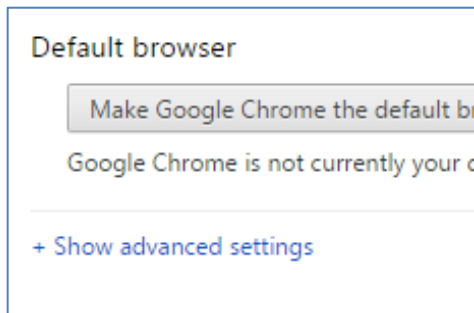 Default browser
Make Google Chrome the default
Google Chrome is not currently your
+ Show advanced settings